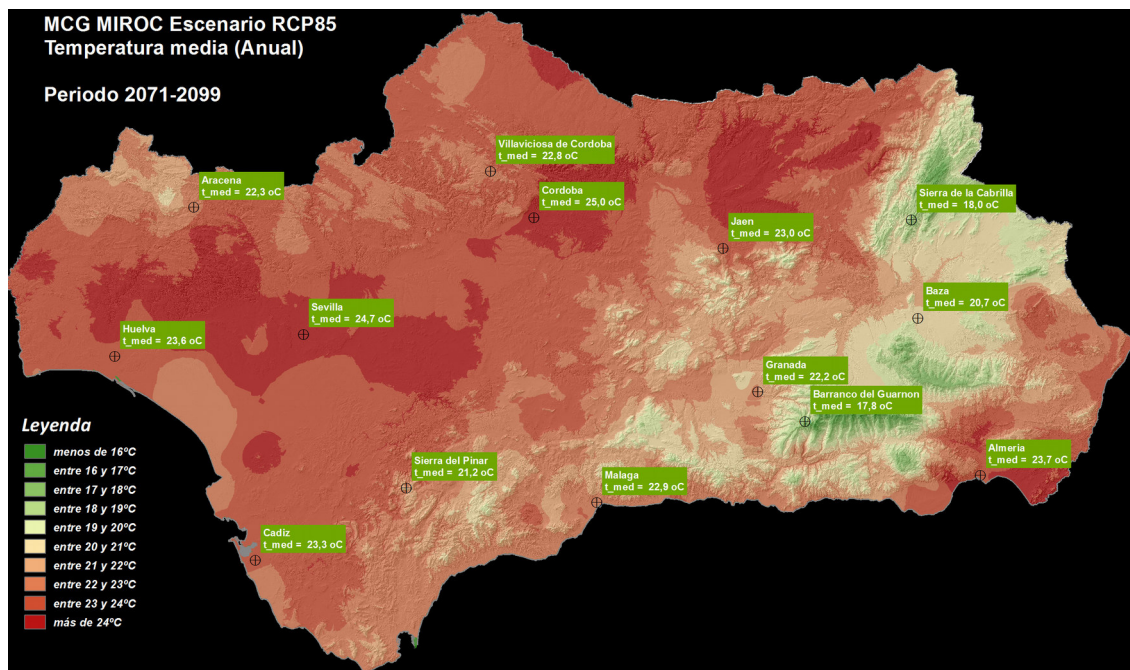 MCG MIROC Escenario RCP85
Temperatura media (Anual)
Periodo 2071-2099
Villaviciosa de Cordoba
t_med = 22,8 oC
Aracena
t_med = 22,3 oC
Cordoba
t_med = 25,0 oC
Sierra de la Cabrilla
t_med = 18,0 oC
Jaen
t_med = 23,0 oC
Baza
t_med = 20,7 oC
Sevilla
t_med = 24,7 oC
Huelva
t_med = 23,6 oC
Granada
t_med = 22,2 oC
Barranco del Guarnon
t_med = 17,8 oC
Sierra del Pinar
t_med = 21,2 oC
Malaga
t_med = 22,9 oC
Almeria
t_med = 23,7 oC
Cadiz
t_med = 23,3 oC
Leyenda
menos de 16ºC
entre 16 y 17ºC
entre 17 y 18ºC
entre 18 y 19ºC
entre 19 y 20ºC
entre 20 y 21ºC
entre 21 y 22ºC
entre 22 y 23ºC
entre 23 y 24ºC
más de 24ºC